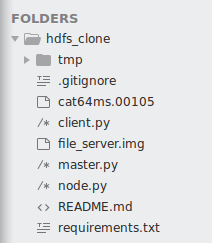 FOLDERS
hdfs_clone
tmp
.gitignore
cat64ms.00105
client.py
file_server.img
master.py
node.py
README.md
requirements.txt